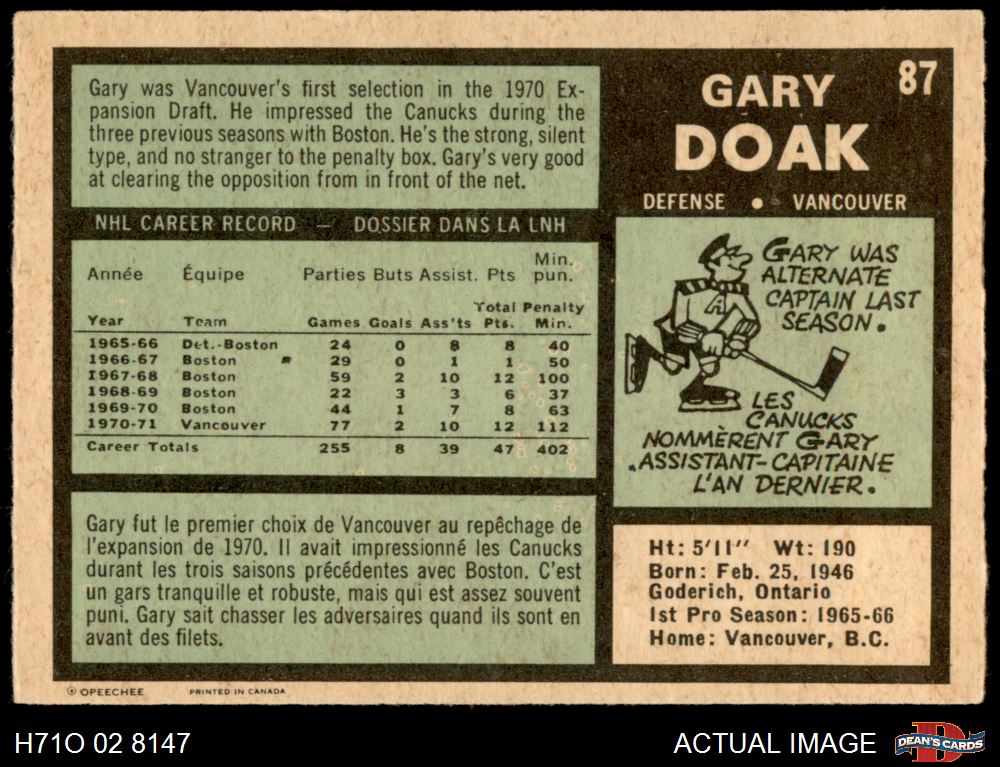 Gary was Vancouver's first selection in the 1970 Ex-
pansion Draft. He impressed the Canucks during the
three previous seasons with Boston. He's the strong, silent
type, and no stranger to the penalty box. Gary's very good
at clearing the opposition from in front of the net.
87
GARY
DOAK
DEFENSE • VANCOUVER
NHL CAREER RECORD — DOSSIER DANS LA LNH
Min.
Année Équipe Parties Buts Assist. Pts pun.
Total Penalty
Year Team Games Goals Ass'ts Pts. Min.
1965-66 Det.-Boston 24 0 8 8 40
1966-67 Boston 29 0 1 1 50
1967-68 Boston 59 2 10 12 100
1968-69 Boston 22 3 3 6 37
1969-70 Boston 44 1 7 8 63
1970-71 Vancouver 77 2 10 12 112
Career Totals 255 8 39 47 402
GARY WAS
ALTERNATE
CAPTAIN LAST
SEASON.
A
LES
CANUCKS
NOMMÈRENT GARY
ASSISTANT-CAPITAINE
L'AN DERNIER.
Gary fut le premier choix de Vancouver au repêchage de
l'expansion de 1970. Il avait impressionné les Canucks
durant les trois saisons précédentes avec Boston. C'est
un gars tranquille et robuste, mais qui est assez souvent
puni. Gary sait chasser les adversaires quand ils sont en
avant des filets.
Ht: 5'11" Wt: 190
Born: Feb. 25, 1946
Goderich, Ontario
1st Pro Season: 1965-66
Home: Vancouver, B.C.
© OPEECHEE PRINTED IN CANADA
H71O 02 8147
ACTUAL IMAGE
D
DEAN'S CARDS